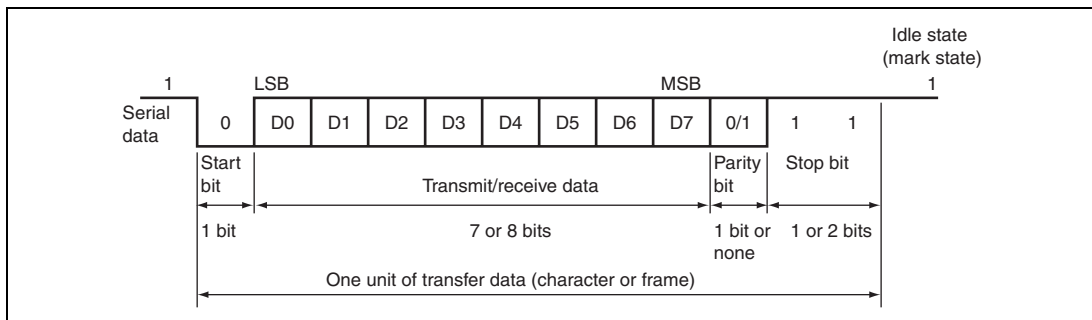 Idle state
(mark state)
1 LSB MSB 1
Serial
data
0 D0 D1 D2 D3 D4 D5 D6 D7 0/1 1 1
Start
bit
Transmit/receive data
Parity
bit
Stop bit
1 bit
7 or 8 bits
1 bit or
none
1 or 2 bits
One unit of transfer data (character or frame)